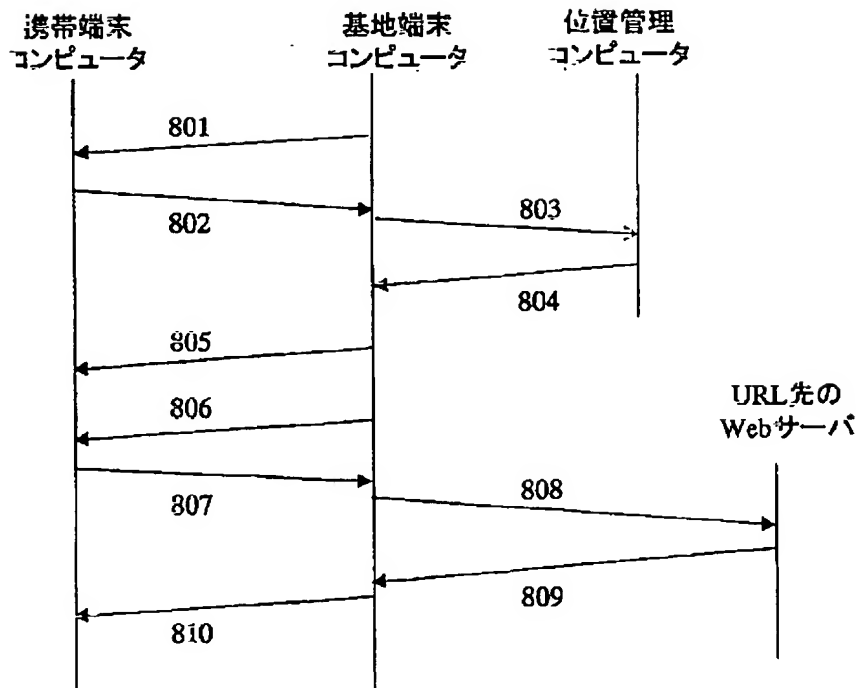 携帯端末
コンピュータ
基地端末
コンピュータ
位置管理
コンピュータ
801
802
803
804
805
806
URL先の
Webサーバ
807
808
809
810